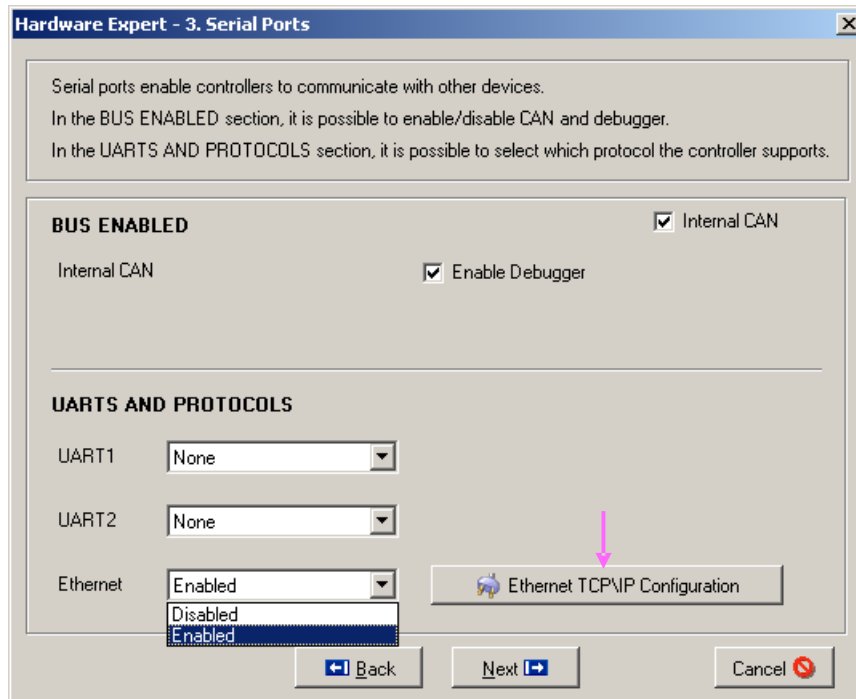 Hardware Expert - 3. Serial Ports
Serial ports enable controllers to communicate with other devices.
In the BUS ENABLED section, it is possible to enable/disable CAN and debugger.
In the UARTS AND PROTOCOLS section, it is possible to select which protocol the controller supports.
BUS ENABLED
Internal CAN
Internal CAN
Enable Debugger
UARTS AND PROTOCOLS
UART1
None
UART2
None
Ethernet
Enabled
Ethernet TCP\IP Configuration
Disabled
Enabled
Back
Next
Cancel